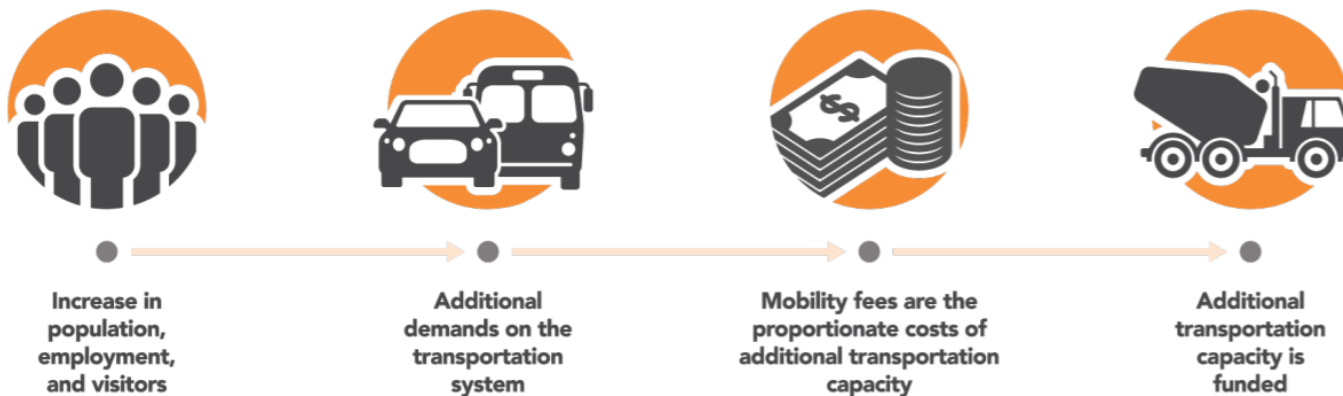 Increase in
population,
employment,
and visitors
Additional
demands on the
transportation
system
$
Mobility fees are the
proportionate costs of
additional transportation
capacity
Additional
transportation
capacity is
funded